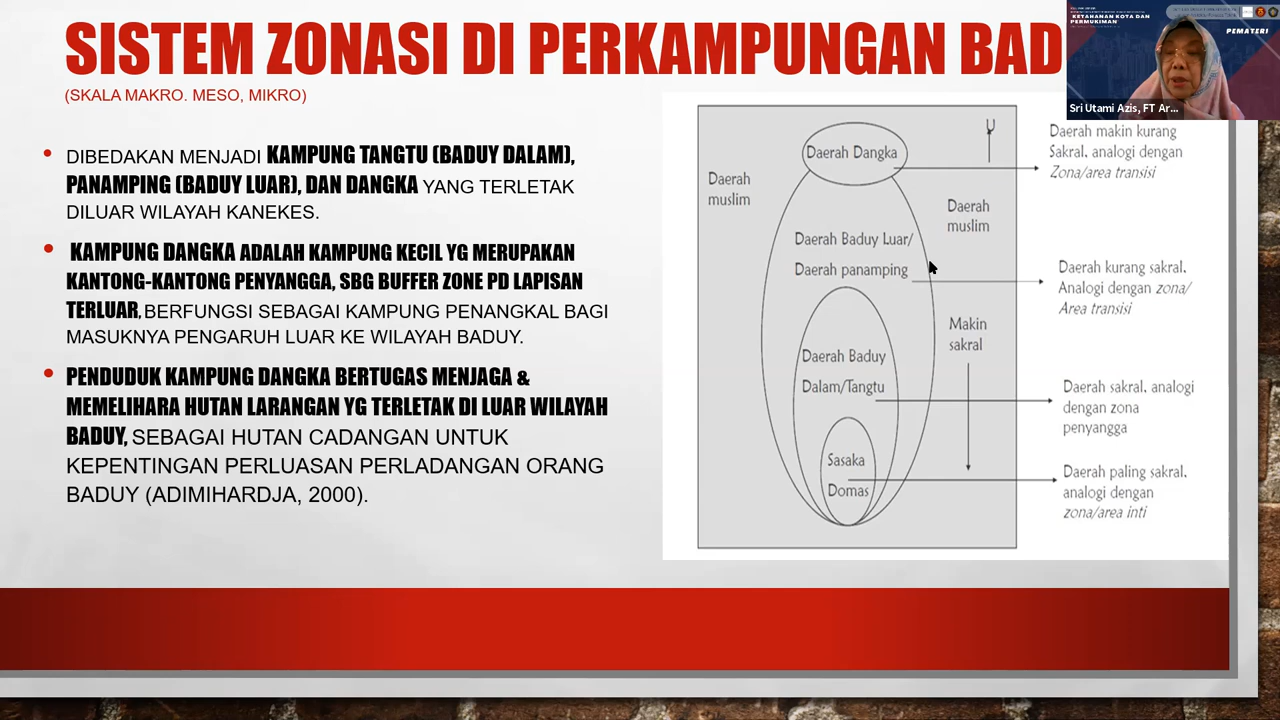 SISTEM ZONASI DI PERKAMPUNGAN BAD
(SKALA MAKRO. MESO, MIKRO)
• DIBEDAKAN MENJADI KAMPUNG TANGTU (BADUY DALAM),
PANAMPING (BADUY LUAR), DAN DANGKA YANG TERLETAK
DILUAR WILAYAH KANEKES.
• KAMPUNG DANGKA ADALAH KAMPUNG KECIL YG MERUPAKAN
KANTONG-KANTONG PENYANGGA, SBG BUFFER ZONE PD LAPISAN
TERLUAR, BERFUNGSI SEBAGAI KAMPUNG PENANGKAL BAGI
MASUKNYA PENGARUH LUAR KE WILAYAH BADUY.
• PENDUDUK KAMPUNG DANGKA BERTUGAS MENJAGA &
MEMELIHARA HUTAN LARANGAN YG TERLETAK DI LUAR WILAYAH
BADUY, SEBAGAI HUTAN CADANGAN UNTUK
KEPENTINGAN PERLUASAN PERLADANGAN ORANG
BADUY (ADIMIHARDJA, 2000).
Daerah Dangka
Daerah
muslim
U
Daerah
muslim
Daerah Baduy Luar/
Daerah panamping
Makin
sakral
Daerah Baduy
Dalam/Tangtu
Sasaka
Domas
Daerah makin kurang
Sakral, analogi dengan
Zona/area transisi
Daerah kurang sakral.
Analogi dengan zona/
Area transisi
Daerah sakral, analogi
dengan zona
penyangga
Daerah paling sakral.
analogi dengan
zona/area inti
KETAHANAN KOTA DAN
PERMUKIMAN
PEMATERI
Sri Utami Azis, FT Ar...